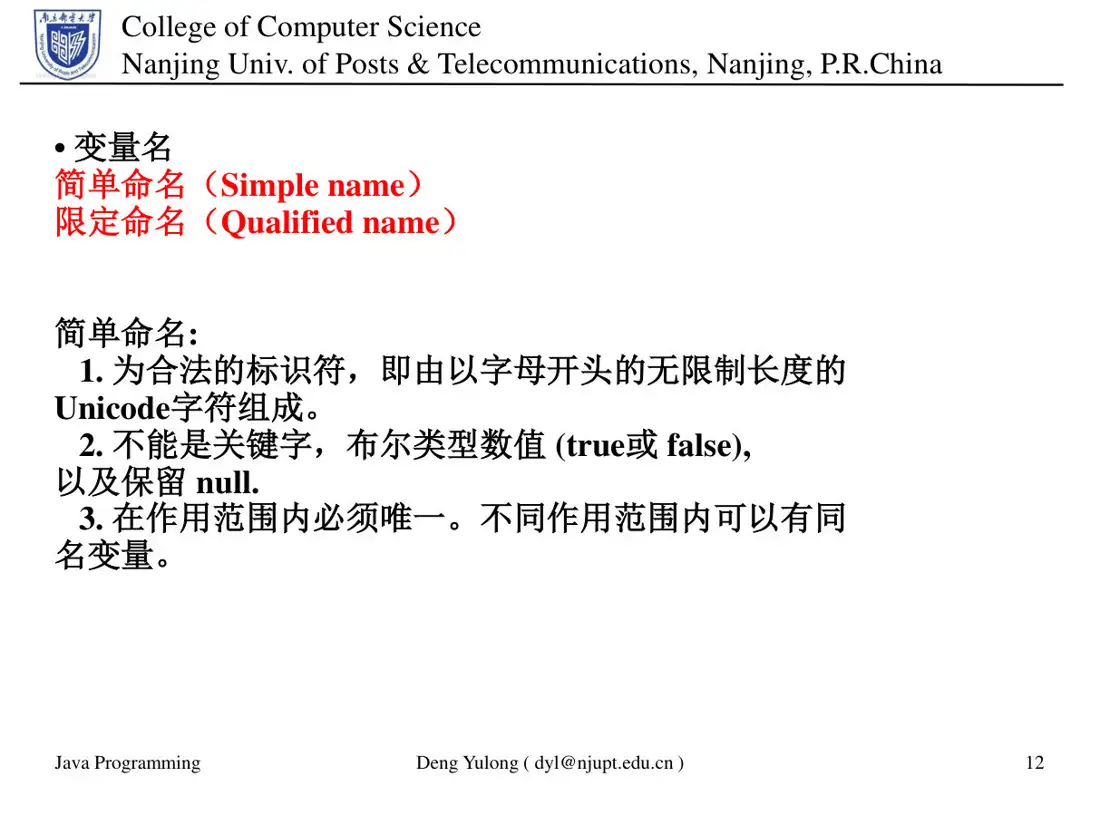 College of Computer Science
Nanjing Univ. of Posts & Telecommunications, Nanjing, P.R.China
• 变量名
简单命名（Simple name）
限定命名（Qualified name）
简单命名:
1. 为合法的标识符，即由以字母开头的无限制长度的
Unicode字符组成。
2. 不能是关键字，布尔类型数值 (true或 false),
以及保留 null.
3. 在作用范围内必须唯一。不同作用范围内可以有同
名变量。
Java Programming
Deng Yulong ( dyl@njupt.edu.cn )
12